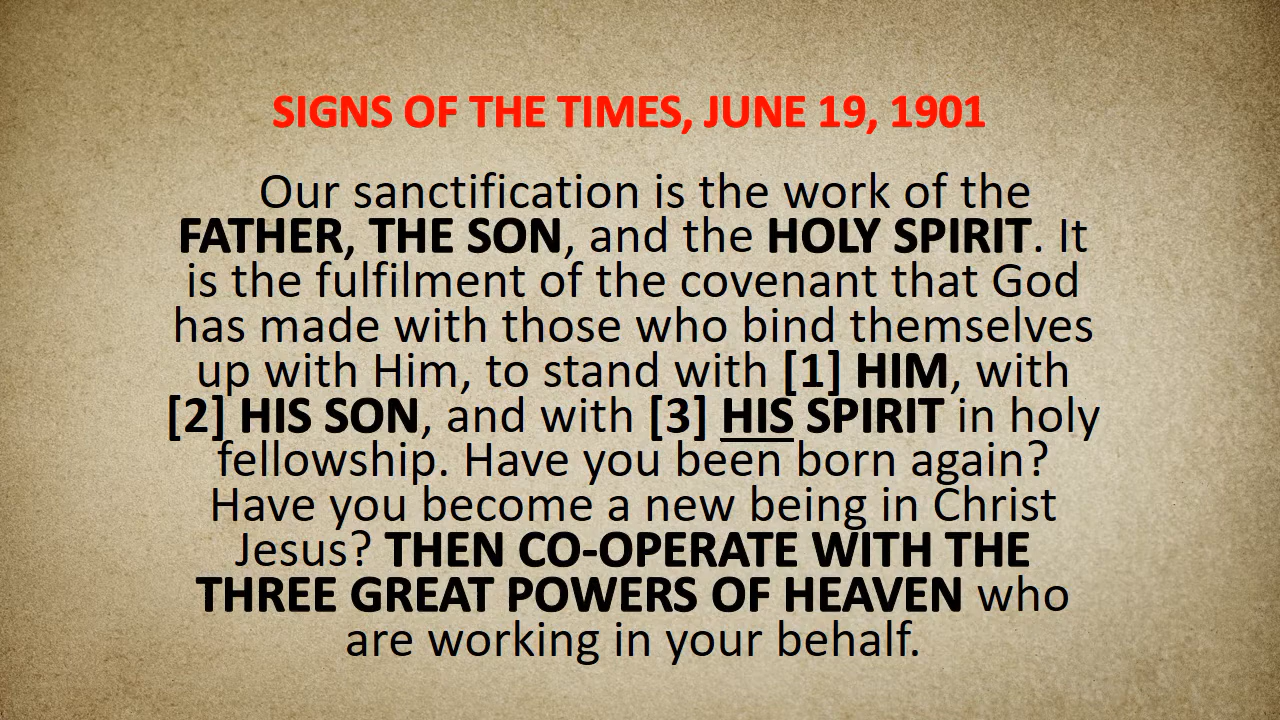 SIGNS OF THE TIMES, JUNE 19, 1901
Our sanctification is the work of the
FATHER, THE SON, and the HOLY SPIRIT. It
is the fulfilment of the covenant that God
has made with those who bind themselves
up with Him, to stand with [1] HIM, with
[2] HIS SON, and with [3] HIS SPIRIT in holy
fellowship. Have you been born again?
Have you become a new being in Christ
Jesus? THEN CO-OPERATE WITH THE
THREE GREAT POWERS OF HEAVEN who
are working in your behalf.